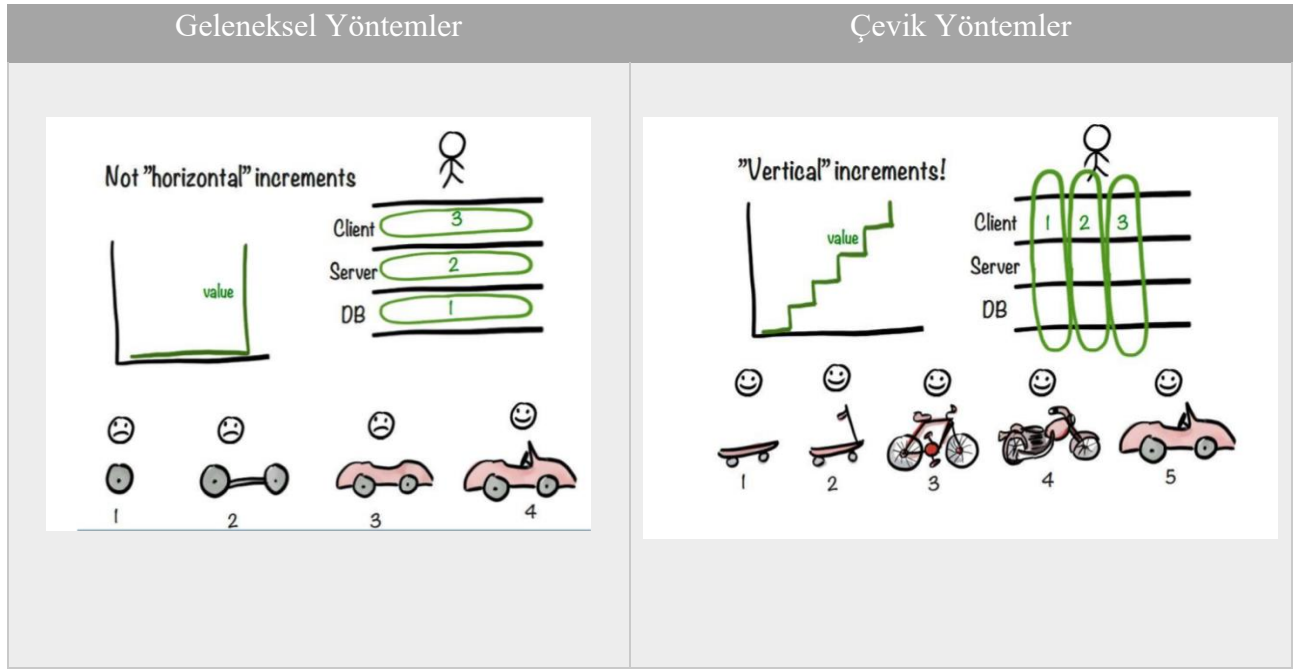 Geleneksel Yöntemler
Çevik Yöntemler
Not "horizontal" increments
value
Client 3
Server 2
DB 1
1 2 3 4
"Vertical" increments!
value
Client 1 2 3
Server
DB
1 2 3 4 5